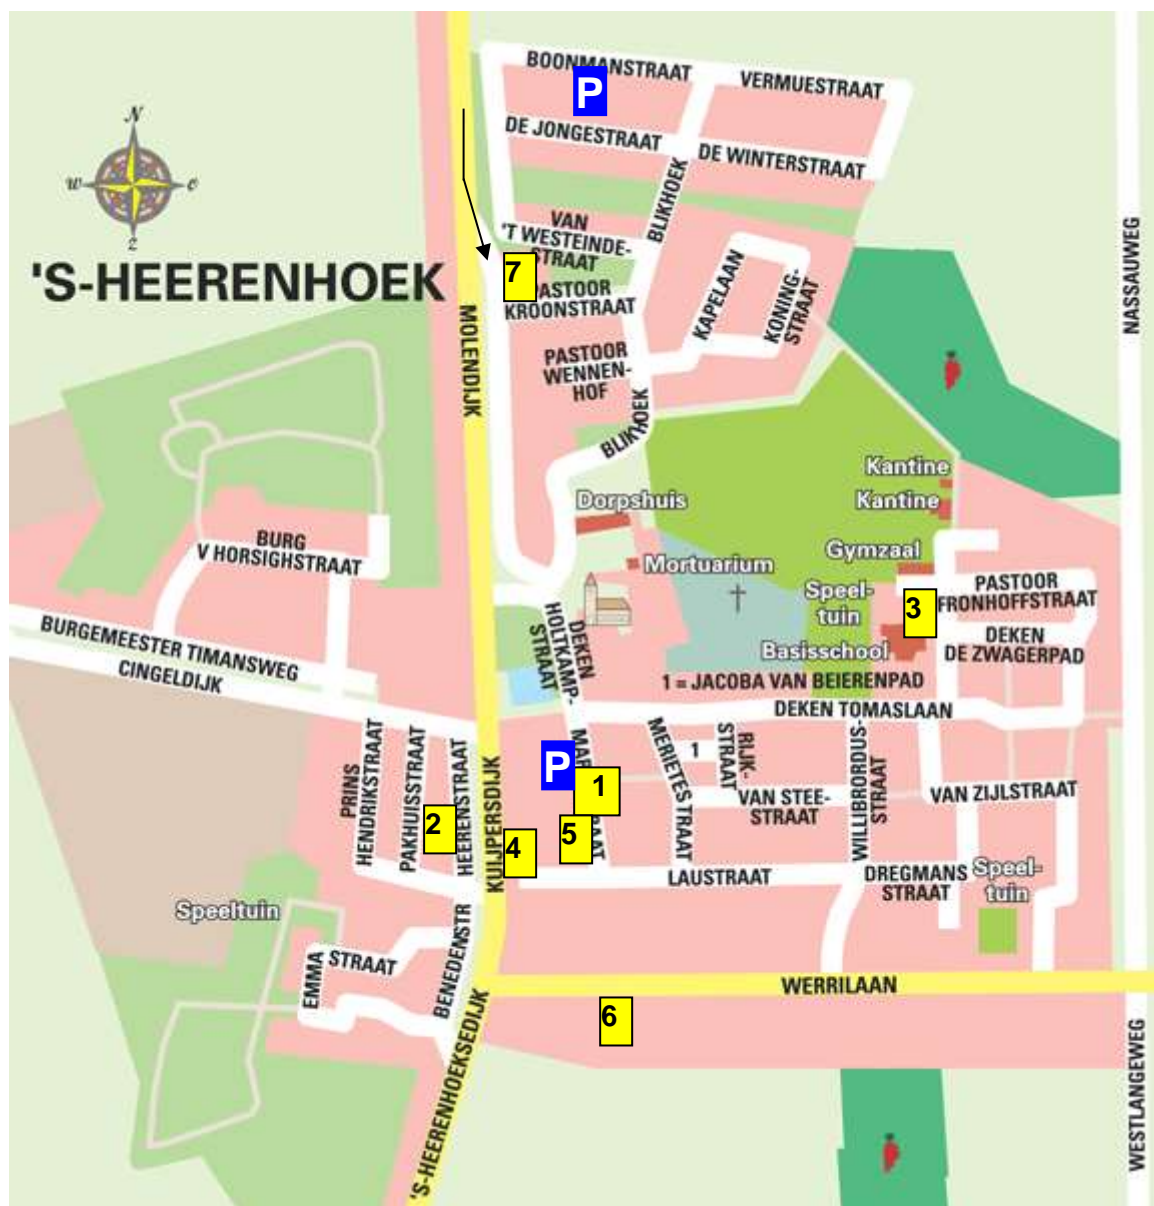 BOONMANSTRAAT
VERMUESTRAAT
P
DE JONGESTRAAT
DE WINTERSTRAAT
N
W
O
Z
'S-HEERENHOEK
BLIKHOEK
VAN
'T WESTEINDE-
STRAAT
7
PASTOOR
KROONSTRAAT
KAPELAAN
KONING-
STRAAT
NASSAUWEG
MOLENDIJK
PASTOOR
WENNEN-
HOF
BLIKHOEK
Kantine
Kantine
Dorpshuis
Gymzaal
Mortuarium
BURG
V HORSIGHSTRAAT
Speel-
tuin
3
PASTOOR
FRONHOFFSTRAAT
DEKEN
DE ZWAGERPAD
Basisschool
DEKEN
HOLTKAMP-
STRAAT
BURGEMEESTER TIMANSWEG
CINGELDIJK
1 = JACOBA VAN BEIERENPAD
DEKEN TOMASLAAN
PRINS
HENDRIKSTRAAT
PAKHUISSTRAAT
HEERENSTRAAT
KUIJPERSDIJK
P
1
5
2
4
MERIETESTRAAT
1
RIJK-
STRAAT
VAN STEE-
STRAAT
WILLIBRORDUS-
STRAAT
VAN ZIJLSTRAAT
LAUSTRAAT
DREGMANS
STRAAT
Speel-
tuin
Speeltuin
EMMA
STRAAT
BENEDENSTR
WERRILAAN
6
'S-HEERENHOEKSEDIJK
WESTLANGEWEG